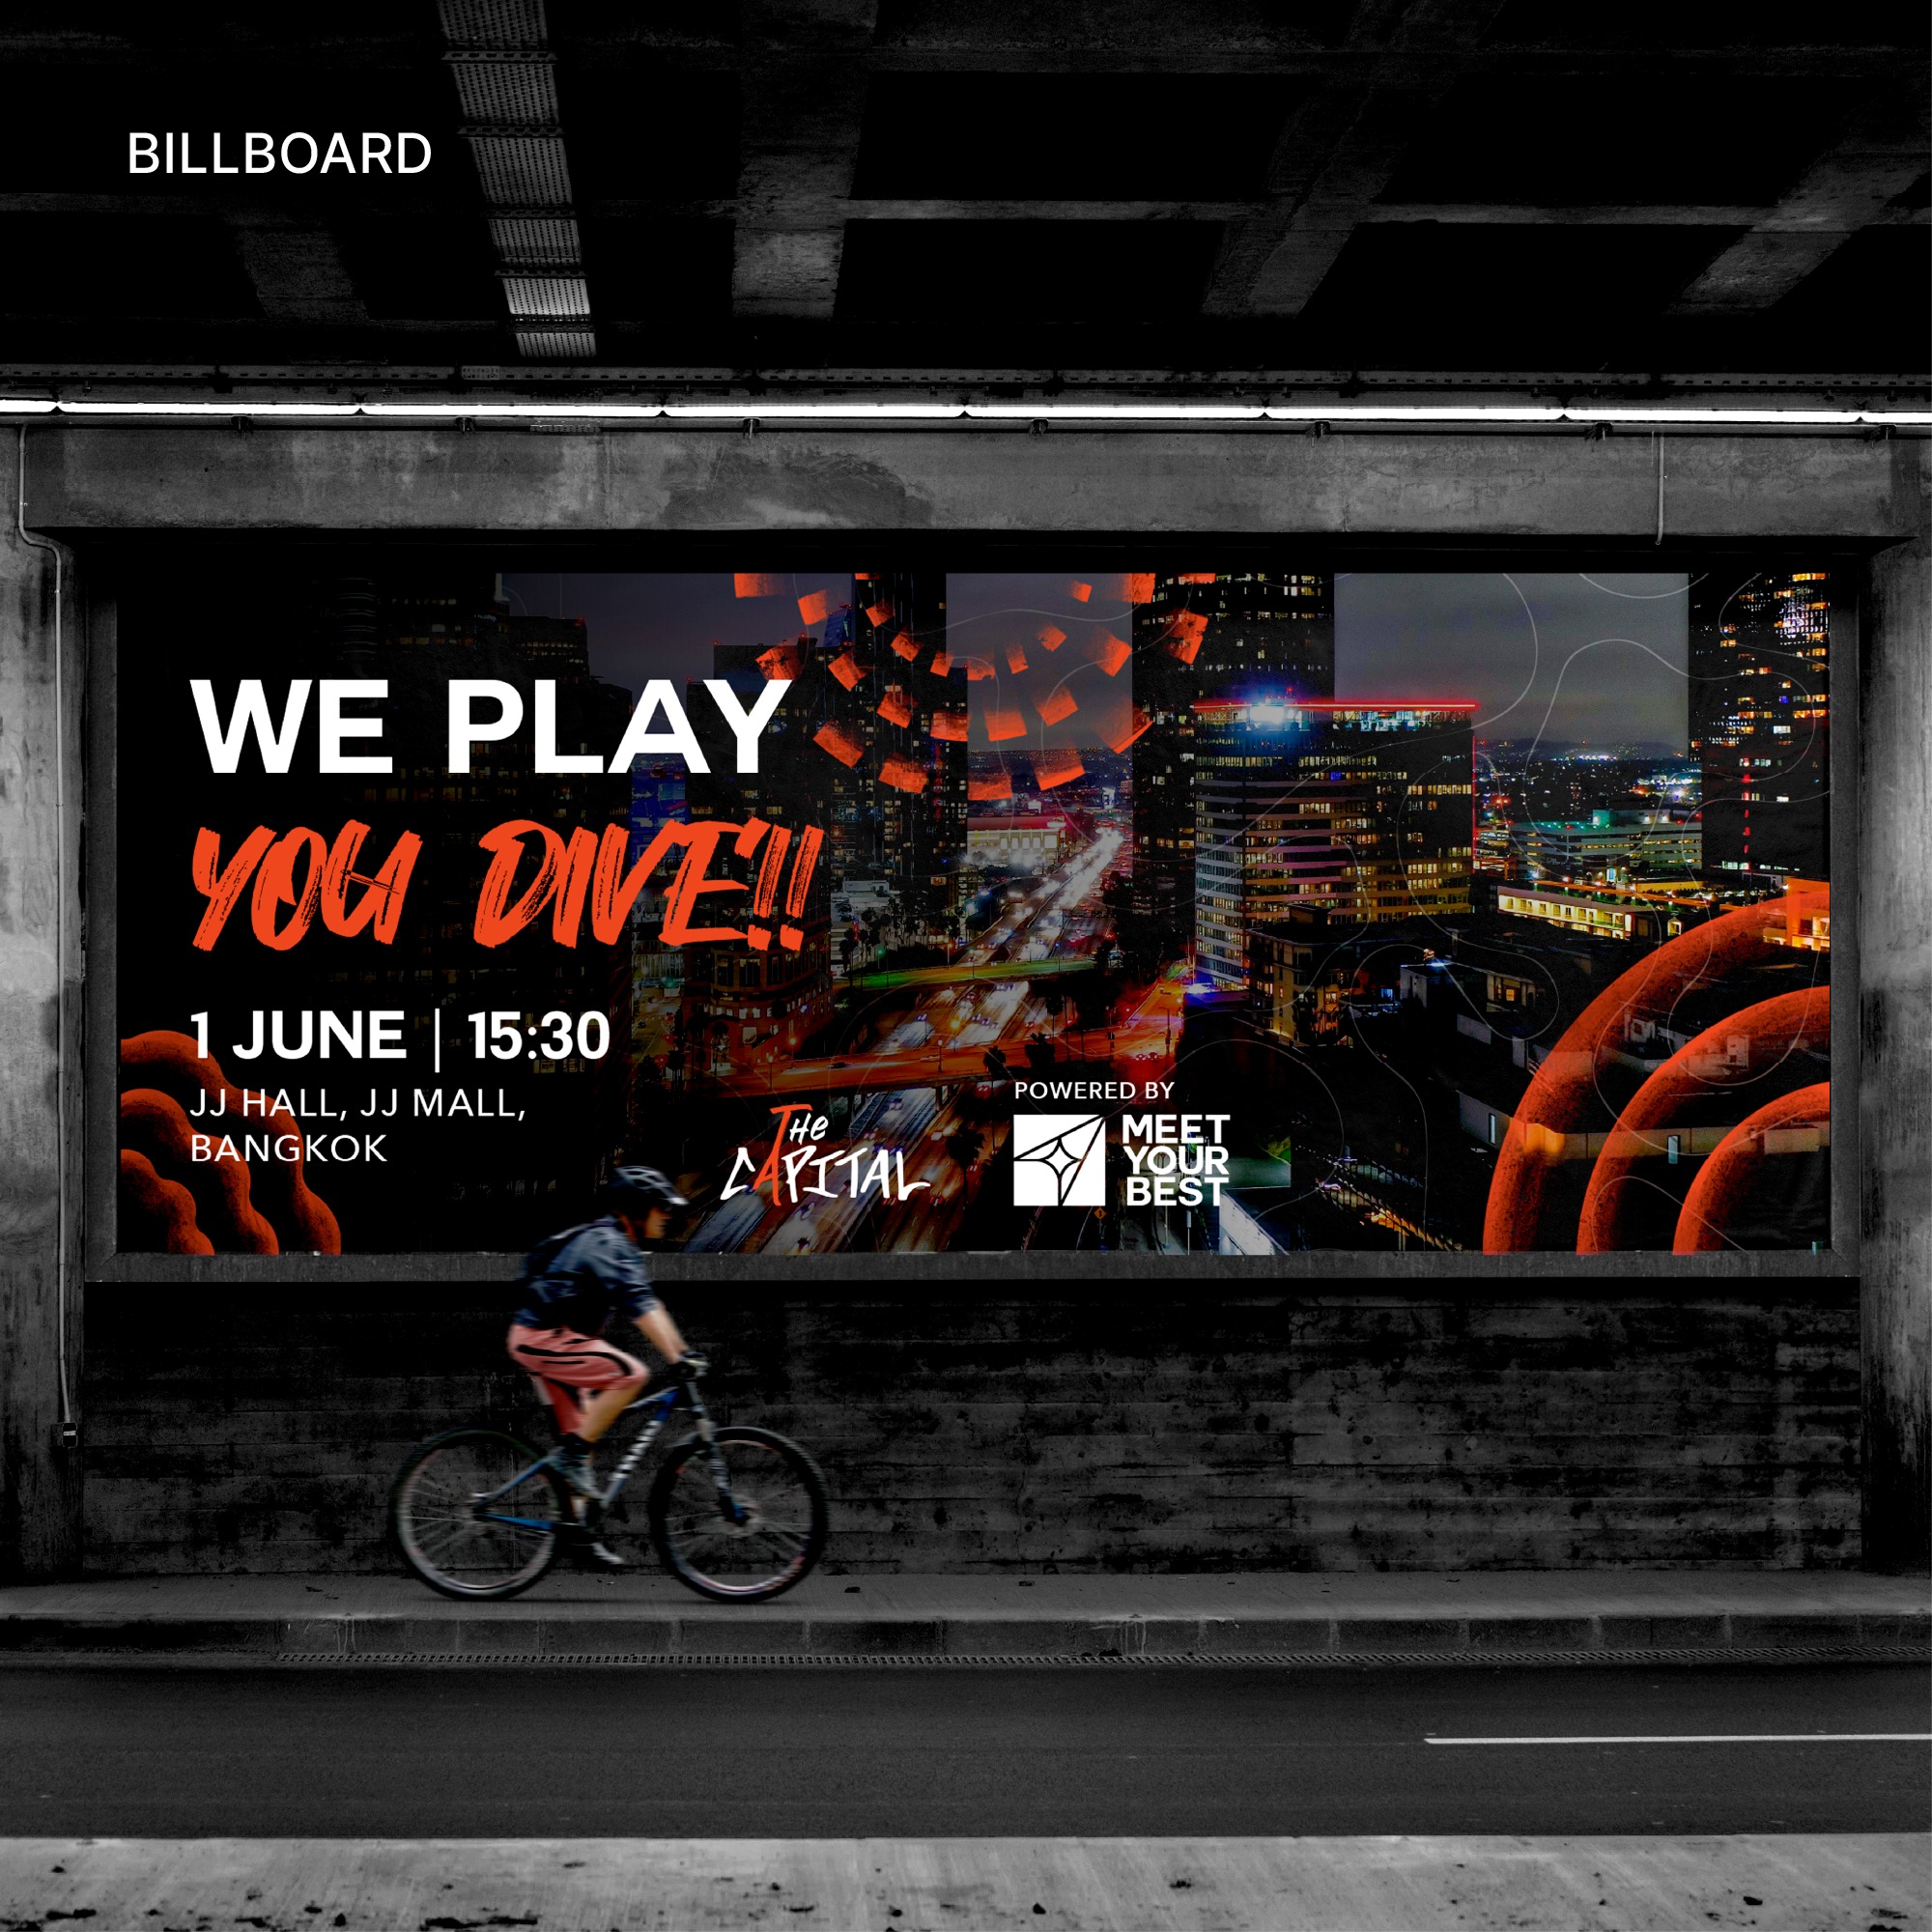 BILLBOARD
WE PLAY
YOU DIVE!!
1 JUNE | 15:30
JJ HALL, JJ MALL,
BANGKOK
THE
CAPITAL
POWERED BY
MEET
YOUR
BEST